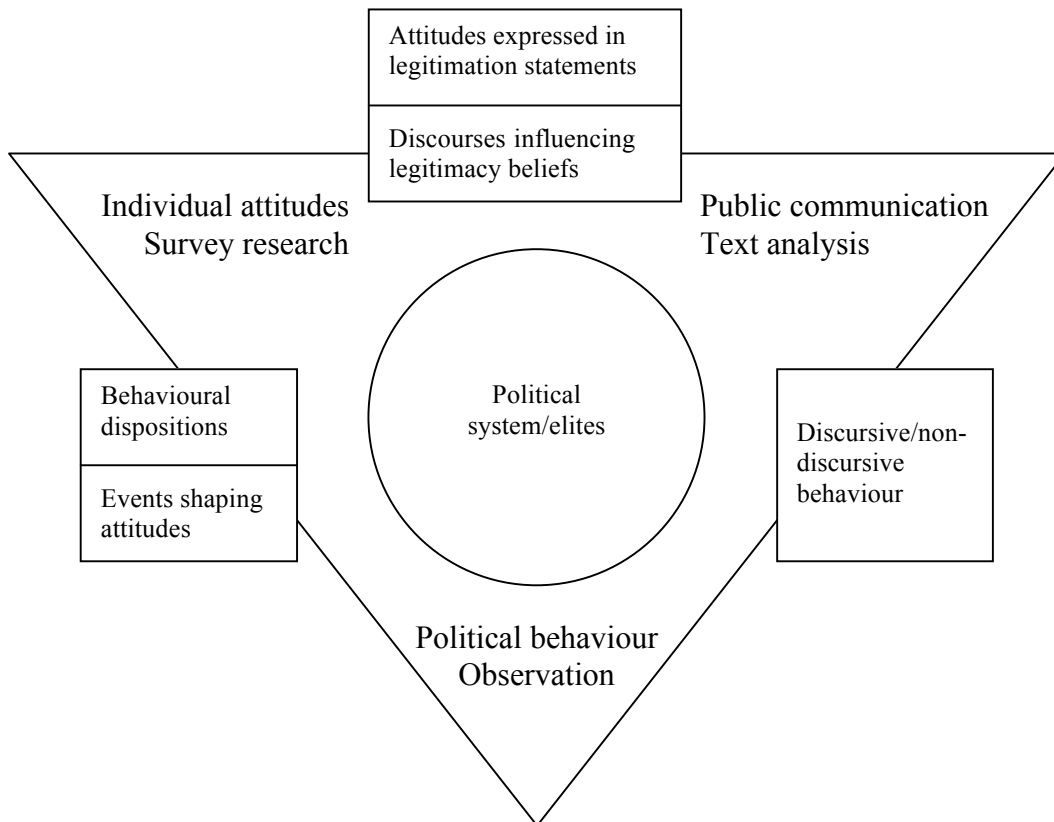 Attitudes expressed in
legitimation statements
Discourses influencing
legitimacy beliefs
Individual attitudes
Survey research
Public communication
Text analysis
Behavioural
dispositions
Events shaping
attitudes
Political
system/elites
Discursive/non-
discursive
behaviour
Political behaviour
Observation